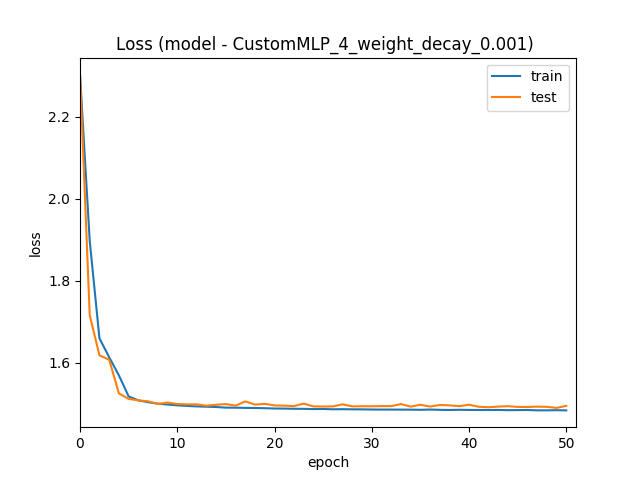 Loss (model - CustomMLP_4_weight_decay_0.001)
train
test
2.2
2.0
1.8
1.6
loss
0
10
20
30
40
50
epoch